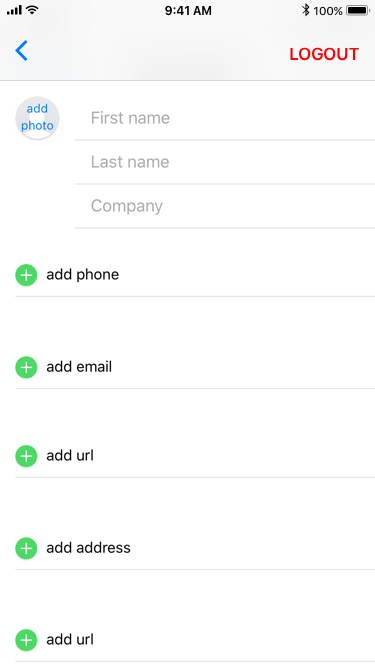 9:41 AM
100%
LOGOUT
add
photo
First name
Last name
Company
add phone
add email
add url
add address
add url